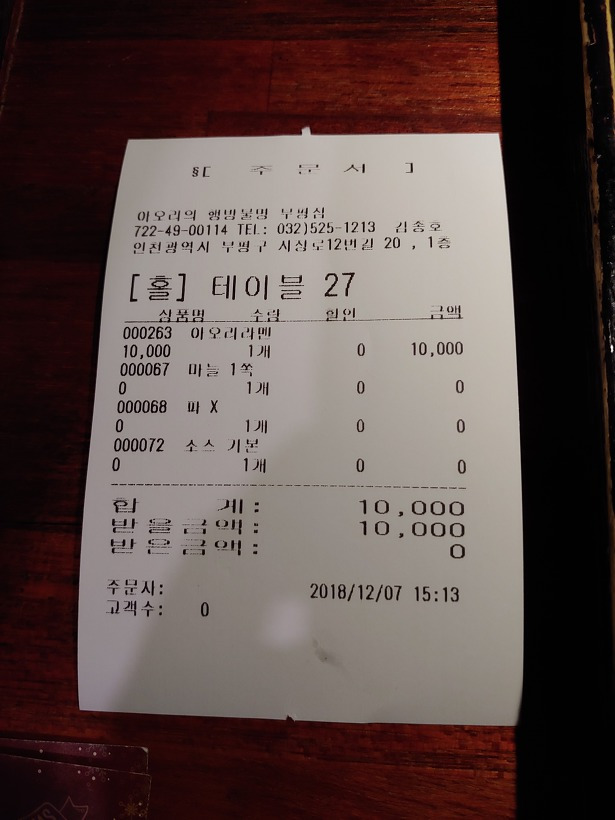 §[ 주 문 서 ]
아오리의 행방불명 부평점
722-49-00114 TEL: 032)525-1213 김종호
인천광역시 부평구 시장로12번길 20 , 1층
[홀] 테이블 27
상품명 수량 할인 금액
000263 아오리라멘
10,000 1개 0 10,000
000067 마늘 1쪽
0 1개 0 0
000068 파 X
0 1개 0 0
000072 소스 기본
0 1개 0 0
합 계: 10,000
받을금액: 10,000
받은금액: 0
주문사: 2018/12/07 15:13
고객수: 0